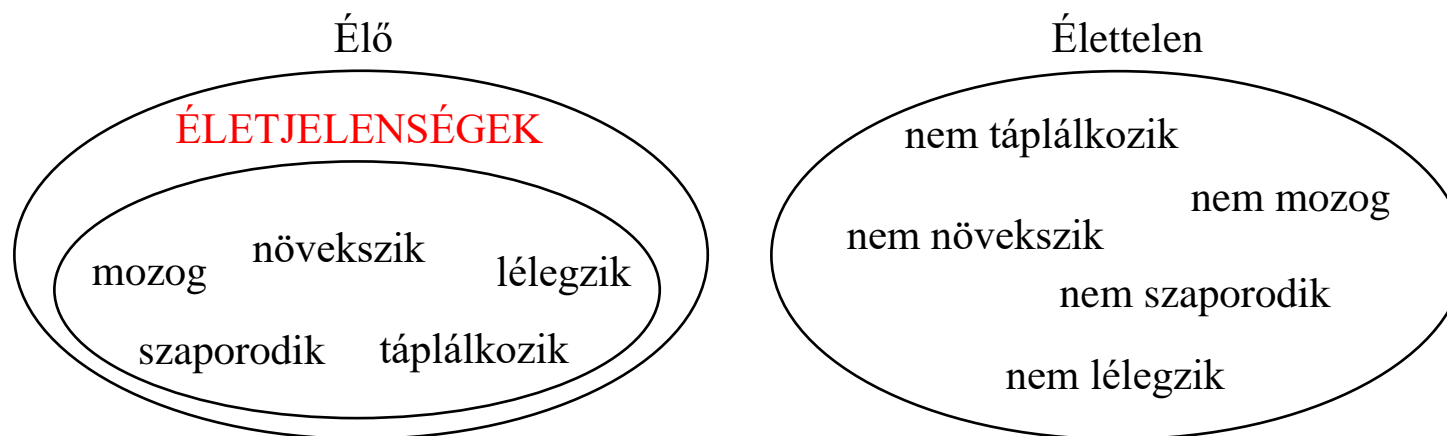 Élő
ÉLETJELENSÉGEK
mozog
növekszik
lélegzik
szaporodik
táplálkozik
Élettelen
nem táplálkozik
nem mozog
nem növekszik
nem szaporodik
nem lélegzik